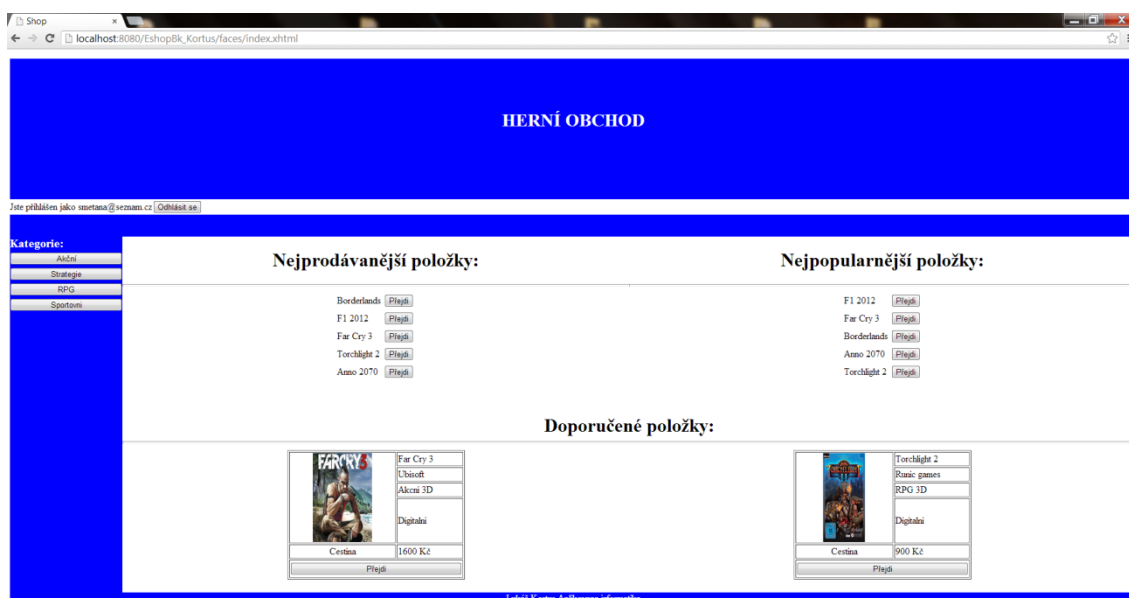 Shop
localhost:8080/EshopBk_Kortus/faces/index.xhtml
HERNÍ OBCHOD
Jste přihlášen jako smetana@seznam.cz Odhlásit se
Kategorie:
Akční
Strategie
RPG
Sportovni
Nejprodávanější položky:
Borderlands Přejdi
F1 2012 Přejdi
Far Cry 3 Přejdi
Torchlight 2 Přejdi
Anno 2070 Přejdi
Nejpopularnější položky:
F1 2012 Přejdi
Far Cry 3 Přejdi
Borderlands Přejdi
Anno 2070 Přejdi
Torchlight 2 Přejdi
Doporučené položky:
FARCRY3
Far Cry 3
Ubisoft
Akcni 3D
Digitalni
Cestina 1600 Kč
Přejdi
Torchlight 2
Runic games
RPG 3D
Digitalni
Cestina 900 Kč
Přejdi